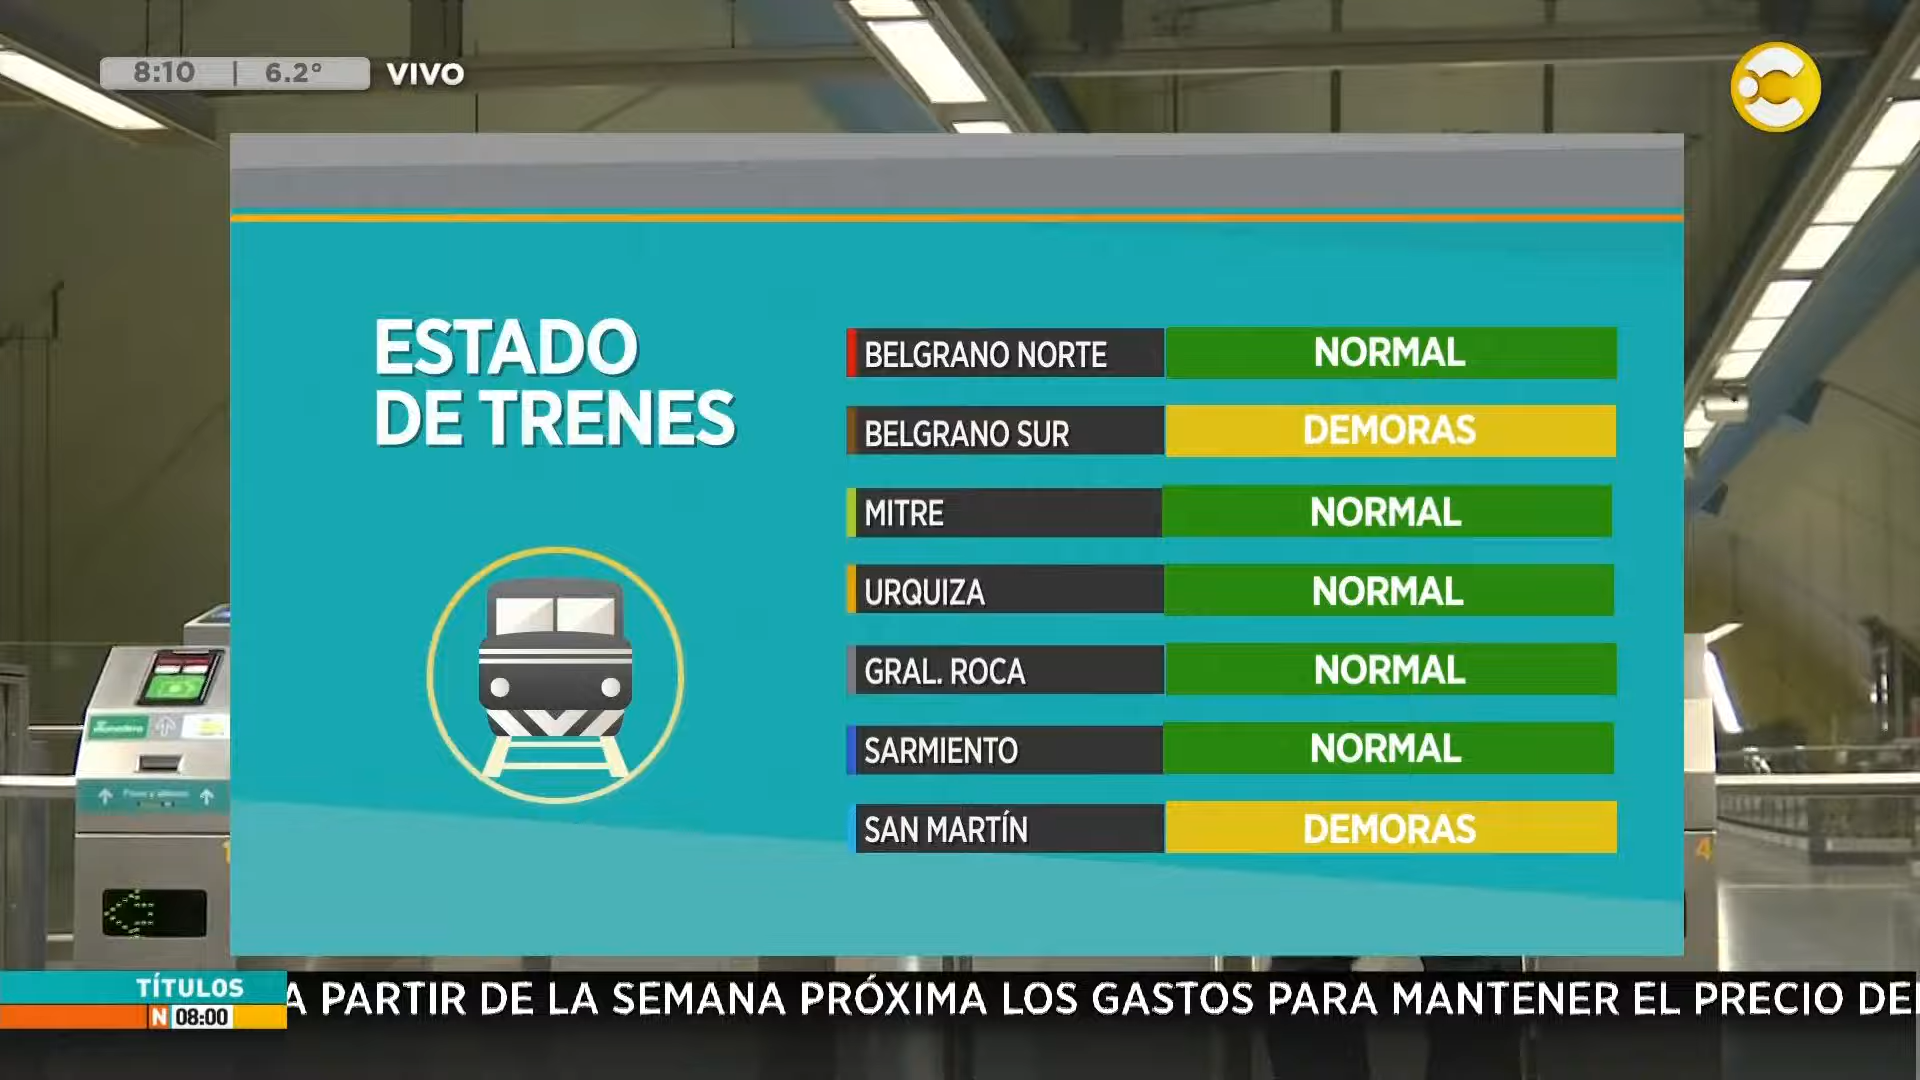 8:10 | 6.2° VIVO
ESTADO
DE TRENES
BELGRANO NORTE NORMAL
BELGRANO SUR DEMORAS
MITRE NORMAL
URQUIZA NORMAL
GRAL. ROCA NORMAL
SARMIENTO NORMAL
SAN MARTÍN DEMORAS
4
TÍTULOS
N 08:00
A PARTIR DE LA SEMANA PRÓXIMA LOS GASTOS PARA MANTENER EL PRECIO DEL